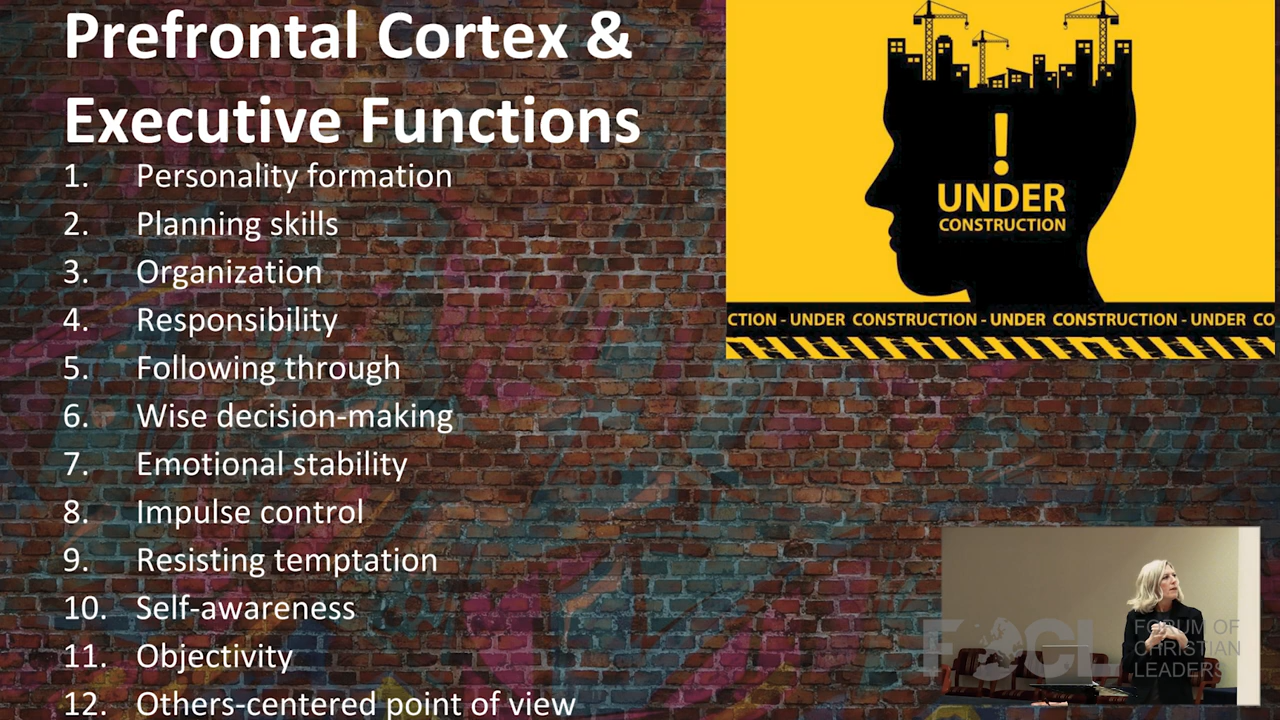 Prefrontal Cortex &
Executive Functions
1. Personality formation
2. Planning skills
3. Organization
4. Responsibility
5. Following through
6. Wise decision-making
7. Emotional stability
8. Impulse control
9. Resisting temptation
10. Self-awareness
11. Objectivity
12. Others-centered point of view
!
UNDER
CONSTRUCTION
CTION - UNDER CONSTRUCTION - UNDER CONSTRUCTION - UNDER CO
FOCL
FORUM OF
CHRISTIAN
LEADERS